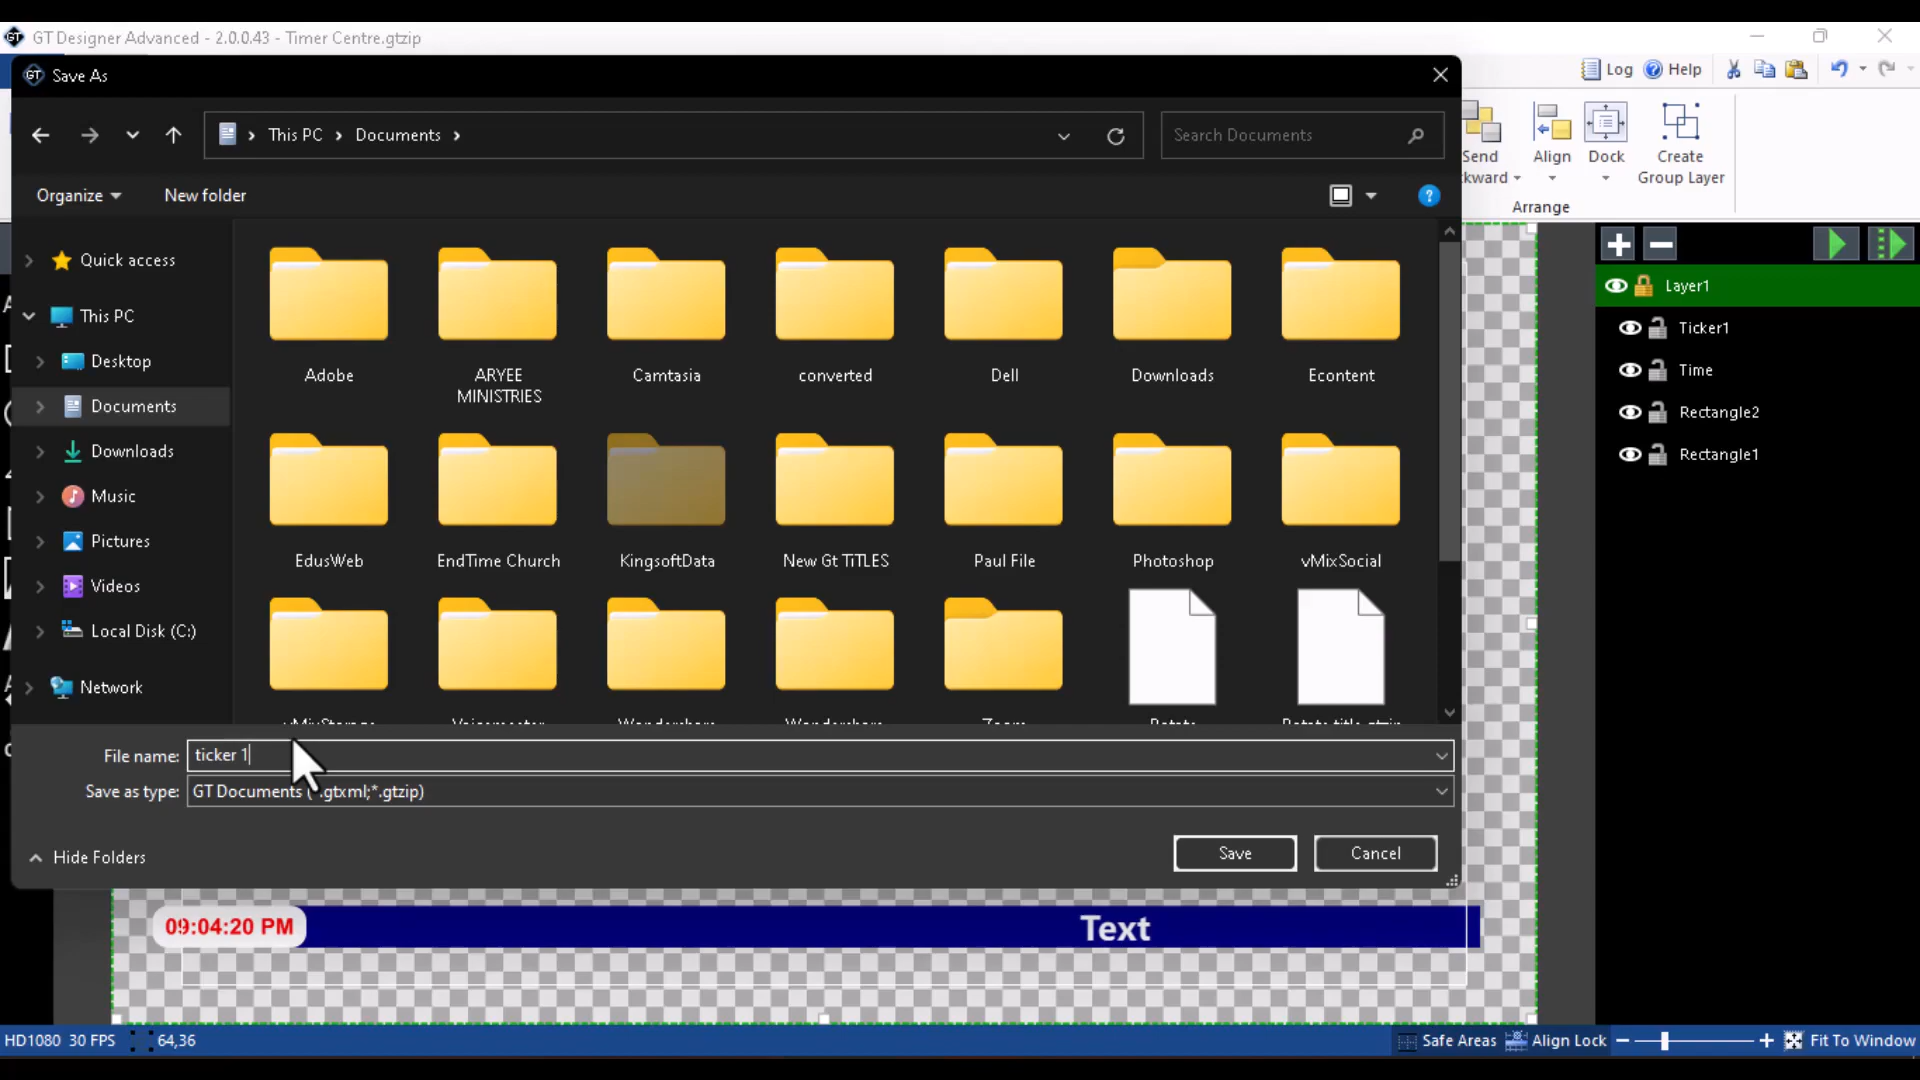 GT Designer Advanced - 2.0.0.43 - Timer Centre.gtzip
Save As
Log Help
This PC Documents
Search Documents
Organize New folder
Send
kward
Align
Dock
Create
Group Layer
Arrange
Quick access
This PC
Desktop
Documents
Downloads
Music
Pictures
Videos
Local Disk (C:)
Network
Adobe
ARYEE
MINISTRIES
Camtasia
converted
Dell
Downloads
Econtent
EdusWeb
EndTime Church
KingsoftData
New Gt TiTLES
Paul File
Photoshop
vMixSocial
Layer1
Ticker1
Time
Rectangle2
Rectangle1
File name: ticker 1
Save as type: GT Documents (*.gtxml;*.gtzip)
Hide Folders
Save Cancel
09:04:20 PM
Text
HD1080 30 FPS 64,36
Safe Areas Align Lock Fit To Window